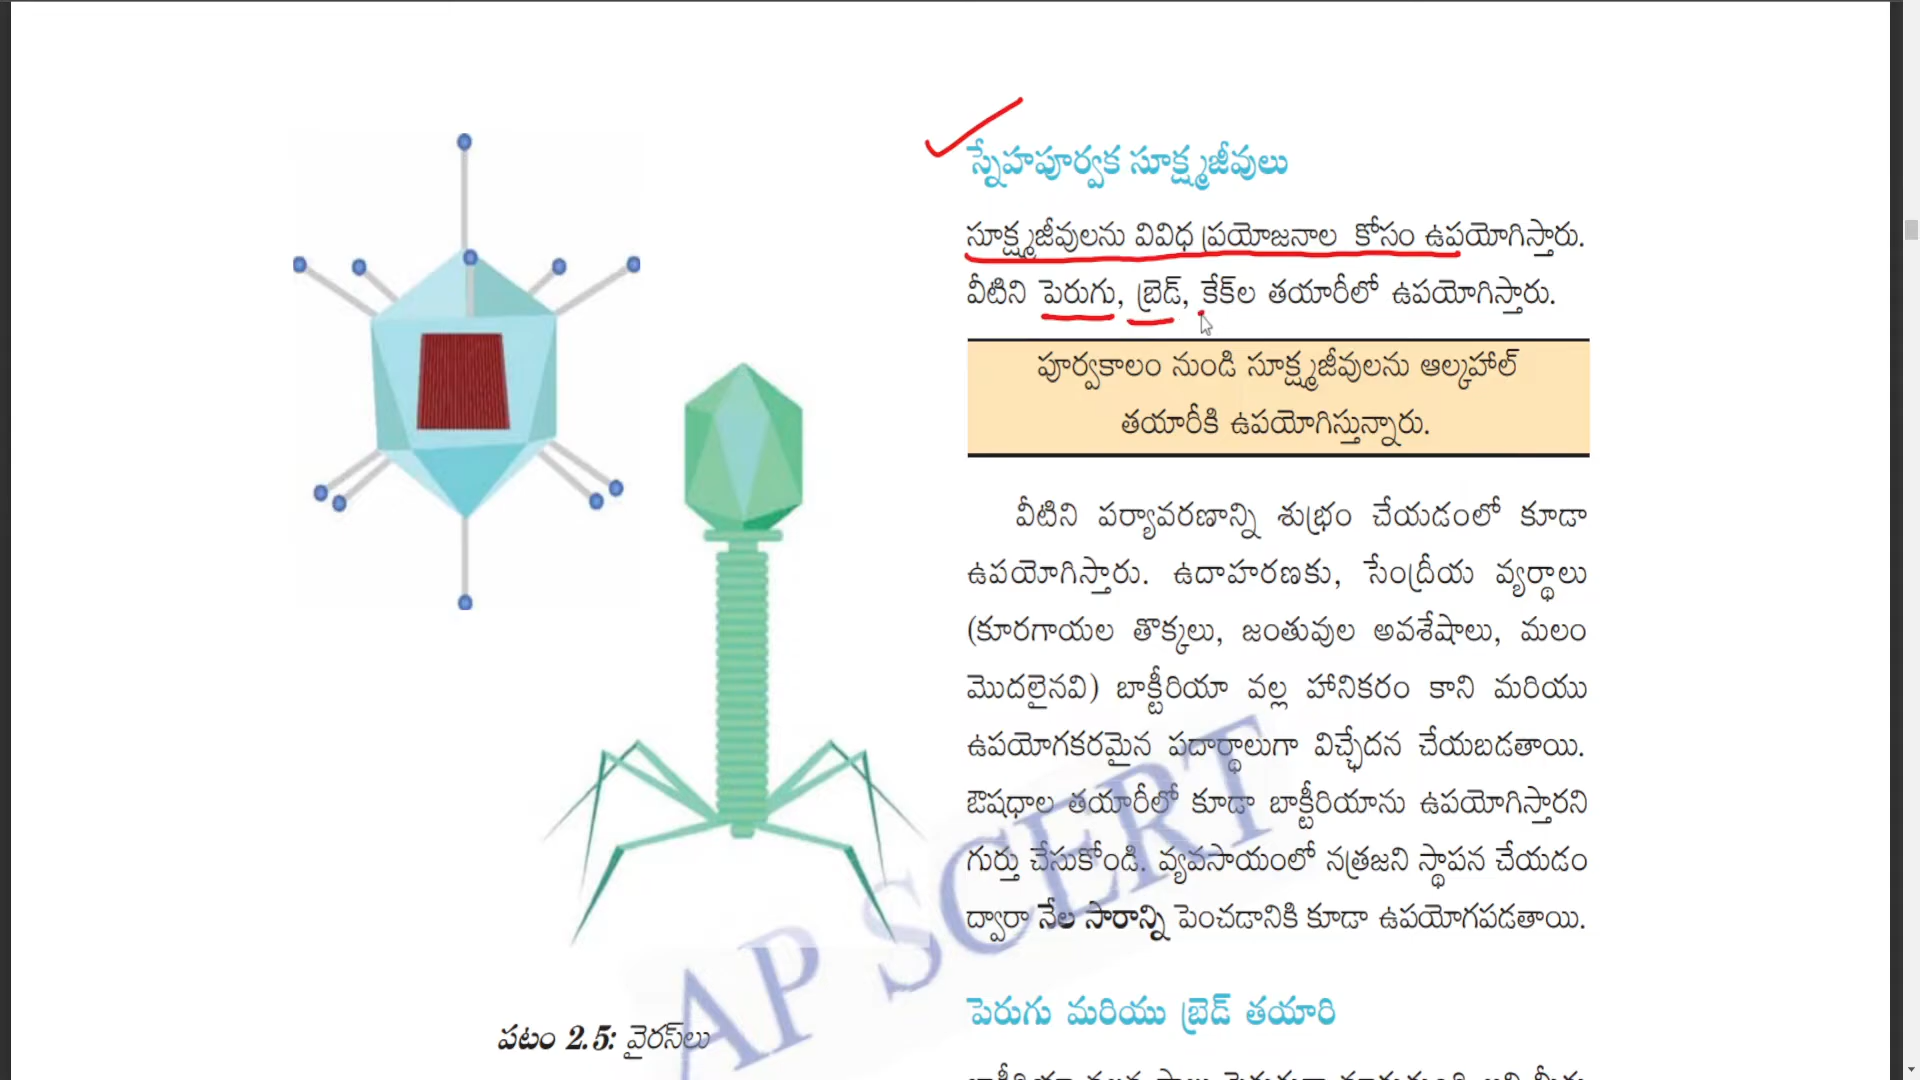 స్నేహపూర్వక సూక్ష్మజీవులు
సూక్ష్మజీవులను వివిధ ప్రయోజనాల కోసం ఉపయోగిస్తారు.
వీటిని పెరుగు, బ్రెడ్, కేక్‌ల తయారీలో ఉపయోగిస్తారు.
పూర్వకాలం నుండి సూక్ష్మజీవులను ఆల్కహాల్
తయారీకి ఉపయోగిస్తున్నారు.
వీటిని పర్యావరణాన్ని శుభ్రం చేయడంలో కూడా
ఉపయోగిస్తారు. ఉదాహరణకు, సేంద్రీయ వ్యర్థాలు
(కూరగాయల తొక్కలు, జంతువుల అవశేషాలు, మలం
మొదలైనవి) బాక్టీరియా వల్ల హానికరం కాని మరియు
ఉపయోగకరమైన పదార్థాలుగా విచ్ఛేదన చేయబడతాయి.
ఔషధాల తయారీలో కూడా బాక్టీరియాను ఉపయోగిస్తారని
గుర్తు చేసుకోండి. వ్యవసాయంలో నత్రజని స్థాపన చేయడం
ద్వారా నేల సారాన్ని పెంచడానికి కూడా ఉపయోగపడతాయి.
పెరుగు మరియు బ్రెడ్ తయారి
పటం 2.5: వైరస్‌లు
AP SCERT